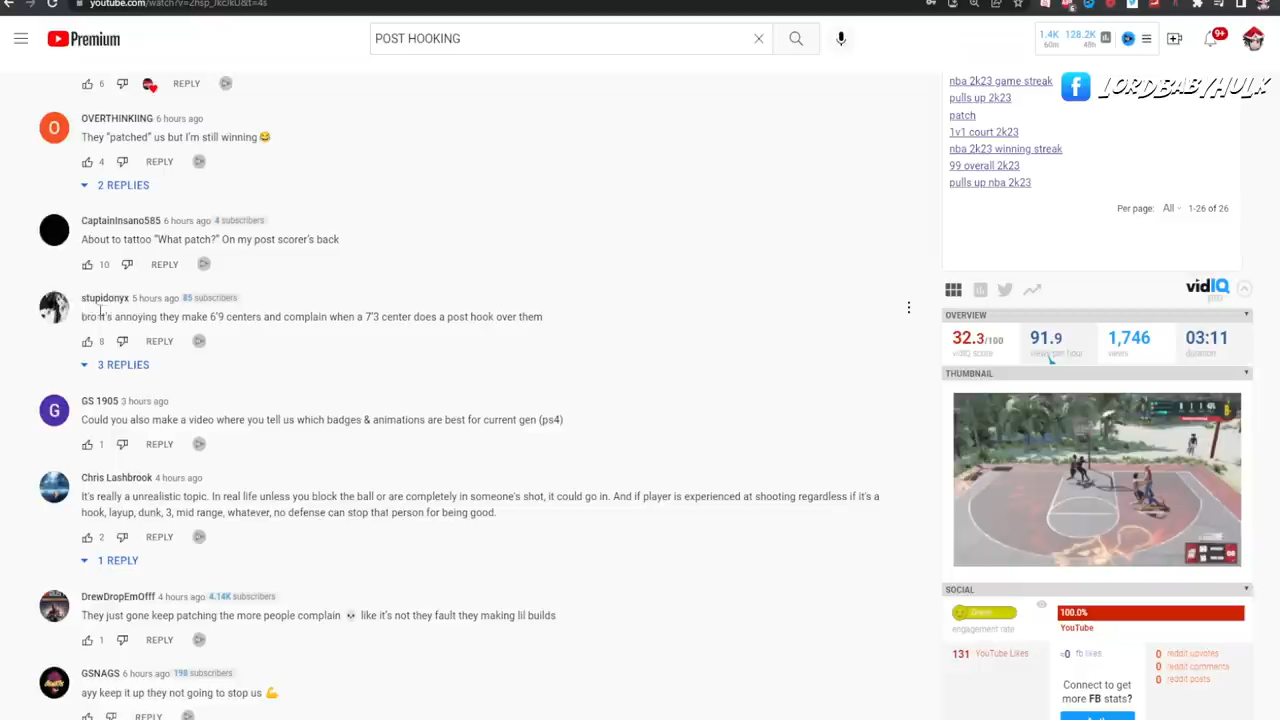 youtube.com/watch?v=Zhsp_JkcJk0&t=4s
Premium
POST HOOKING
1.4K 128.2K
60m 48h
9+
6 REPLY
OVERTHINKIING 6 hours ago
They “patched” us but I'm still winning 😂
4 REPLY
2 REPLIES
CaptainInsano585 6 hours ago 4 subscribers
About to tattoo “What patch?” On my post scorer's back
10 REPLY
stupidonyx 5 hours ago 85 subscribers
bro it's annoying they make 6'9 centers and complain when a 7'3 center does a post hook over them
8 REPLY
3 REPLIES
GS 1905 3 hours ago
Could you also make a video where you tell us which badges & animations are best for current gen (ps4)
1 REPLY
Chris Lashbrook 4 hours ago
It's really a unrealistic topic. In real life unless you block the ball or are completely in someone's shot, it could go in. And if player is experienced at shooting regardless if it's a
hook, layup, dunk, 3, mid range, whatever, no defense can stop that person for being good.
2 REPLY
1 REPLY
DrewDropEmOfff 4 hours ago 4.14K subscribers
They just gone keep patching the more people complain 💀 like it's not they fault they making lil builds
1 REPLY
GSNAGS 6 hours ago 198 subscribers
ayy keep it up they not going to stop us 💪
REPLY
nba 2k23 game streak
pulls up 2k23
patch
1v1 court 2k23
nba 2k23 winning streak
99 overall 2k23
pulls up nba 2k23
LORDBABYHULK
Per page: All 1-26 of 26
vidIQ
pro
OVERVIEW
32.3/100 91.9 1,746 03:11
vidIQ score views per hour views duration
THUMBNAIL
SOCIAL
100.0%
engagement rate YouTube
131 YouTube Likes
0 fb likes
Connect to get
more FB stats?
0 reddit upvotes
0 reddit comments
0 reddit posts